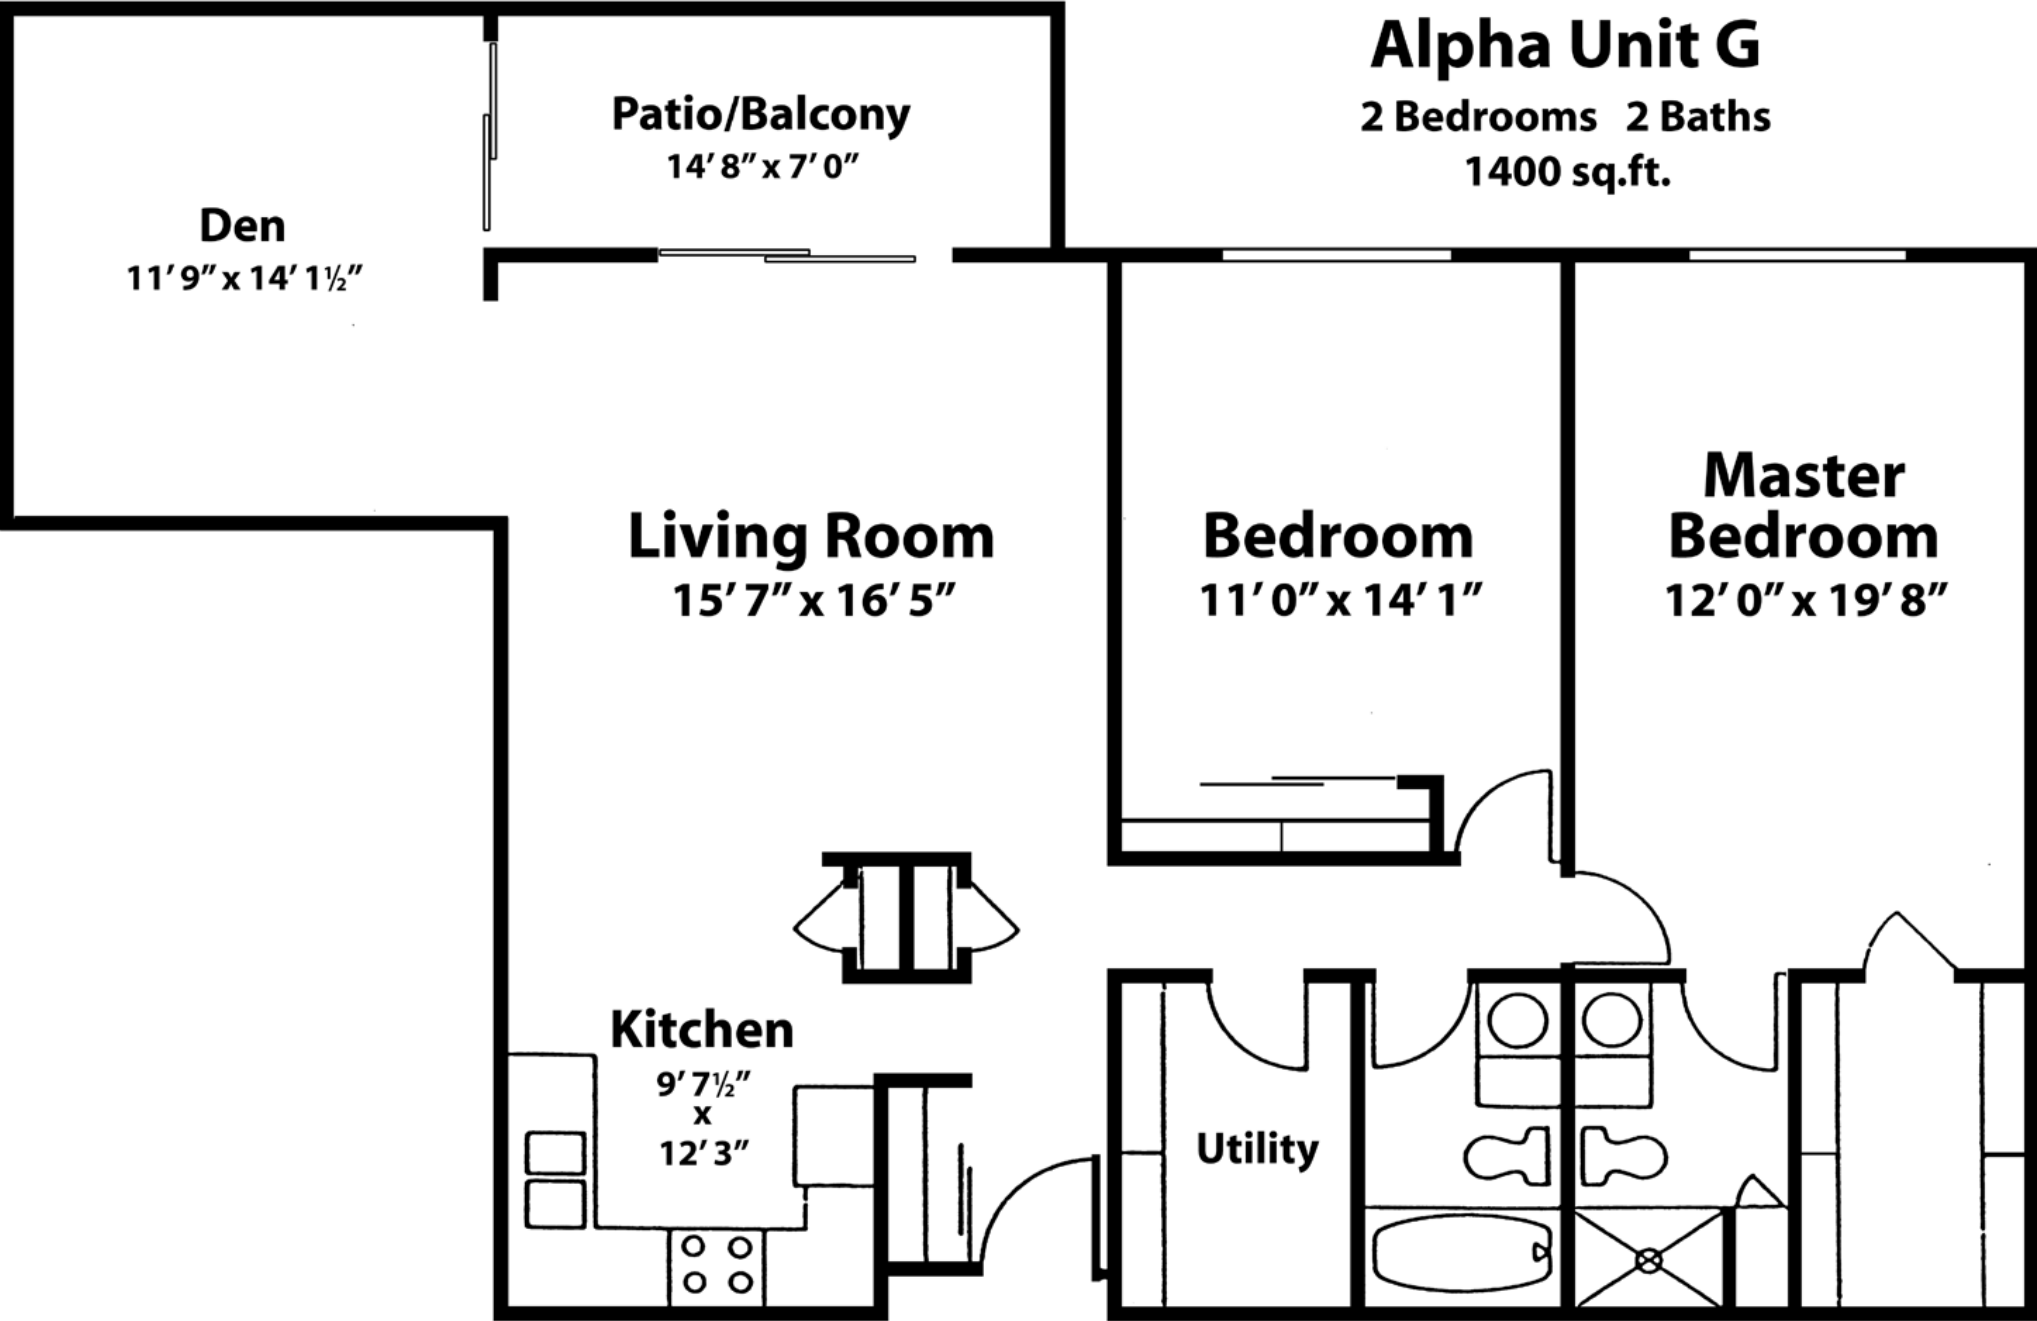 Alpha Unit G
2 Bedrooms 2 Baths
1400 sq.ft.
Patio/Balcony
14’ 8” x 7’ 0”
Den
11’ 9” x 14’ 1½”
Living Room
15’ 7” x 16’ 5”
Bedroom
11’ 0” x 14’ 1”
Master
Bedroom
12’ 0” x 19’ 8”
Kitchen
9’ 7½”
x
12’ 3”
Utility